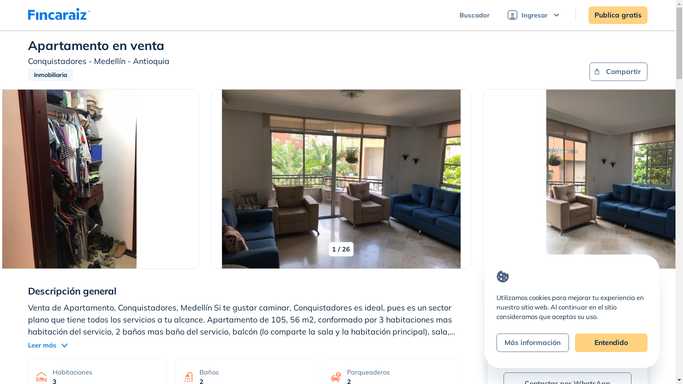 Fincaraiz
Buscador
Ingresar
Publica gratis
Apartamento en venta
Conquistadores - Medellín - Antioquia
Inmobiliaria
Compartir
1 / 26
Descripción general
Venta de Apartamento, Conquistadores, Medellín Si te gustar caminar, Conquistadores es ideal, pues es un sector
plano que tiene todos los servicios a tu alcance. Apartamento de 105, 56 m2, conformado por 3 habitaciones mas
habitación del servicio, 2 baños mas baña del servicio, balcón (lo comparte la sala y la habitación principal), sala,...
Leer más
Habitaciones
3
Baños
2
Parqueaderos
2
Utilizamos cookies para mejorar tu experiencia en
nuestro sitio web. Al continuar en el sitio
consideramos que aceptas su uso.
Más información
Entendido
Contactar por WhatsApp